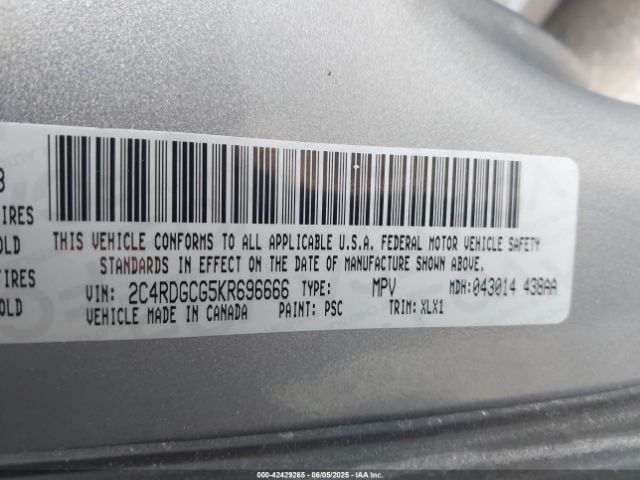 3
IRES
OLD
IRES
OLD
THIS VEHICLE CONFORMS TO ALL APPLICABLE U.S.A. FEDERAL MOTOR VEHICLE SAFETY
STANDARDS IN EFFECT ON THE DATE OF MANUFACTURE SHOWN ABOVE.
VIN: 2C4RDGCG5KR696666 TYPE: MPV MDH: 043014 438AA
VEHICLE MADE IN CANADA PAINT: PSC TRIM: XLX1
000-42429265 - 06/05/2025 - IAA Inc.